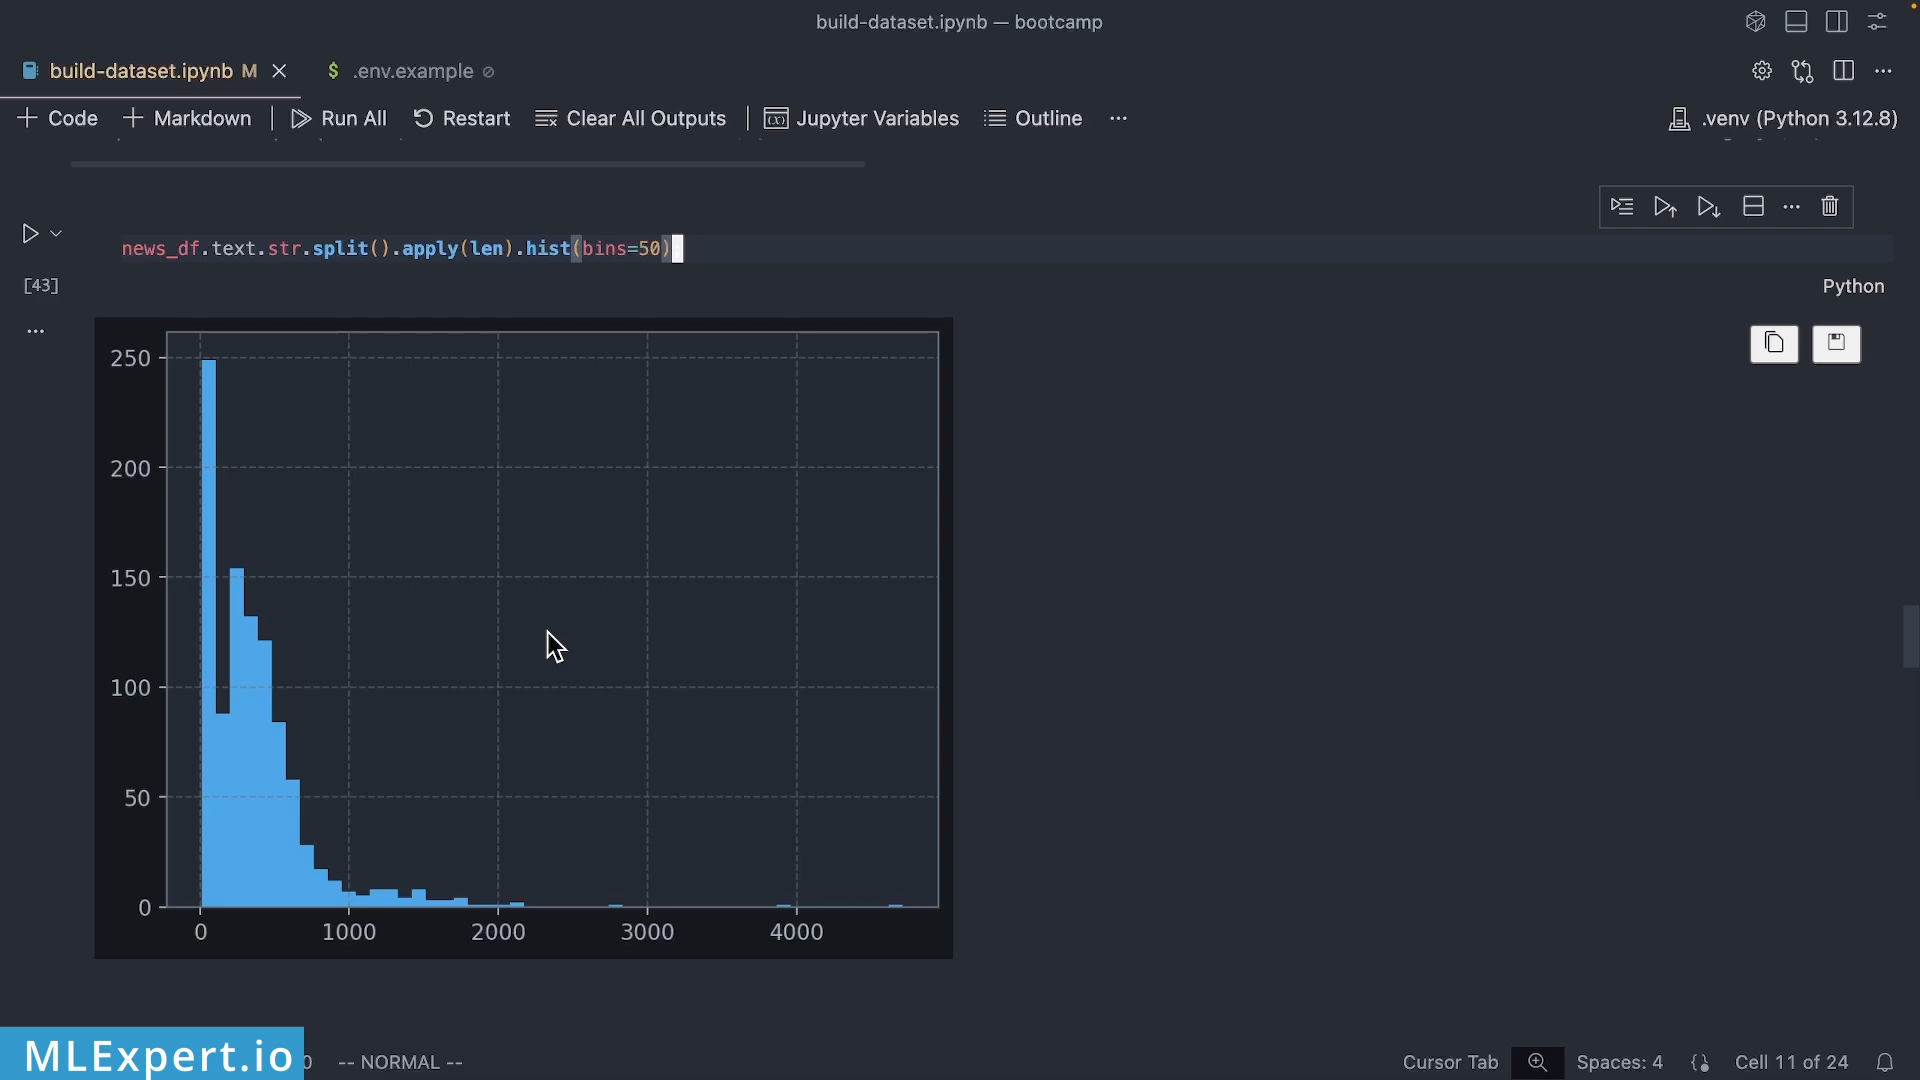 build-dataset.ipynb — bootcamp
build-dataset.ipynb M
$ .env.example
Code
Markdown
Run All
Restart
Clear All Outputs
Jupyter Variables
Outline
.venv (Python 3.12.8)
news_df.text.str.split().apply(len).hist(bins=50)
[43]
Python
250
200
150
100
50
0
0 1000 2000 3000 4000
MLExpert.io
-- NORMAL --
Cursor Tab
Spaces: 4
Cell 11 of 24